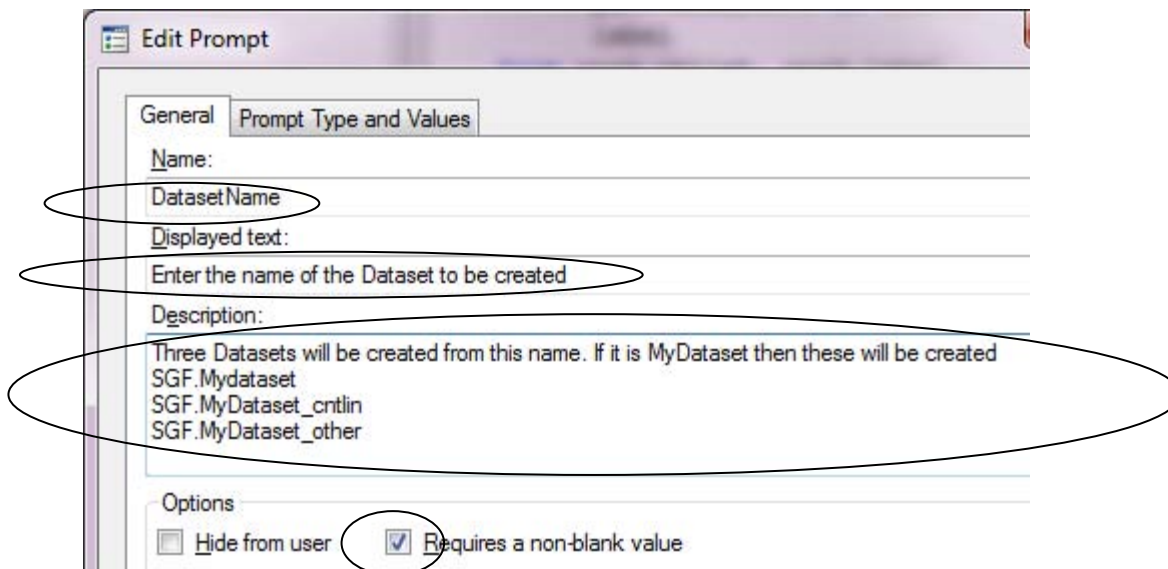 Edit Prompt
General Prompt Type and Values
Name:
DatasetName
Displayed text:
Enter the name of the Dataset to be created
Description:
Three Datasets will be created from this name. If it is MyDataset then these will be created
SGF.Mydataset
SGF.MyDataset_cntlin
SGF.MyDataset_other
Options
Hide from user Requires a non-blank value